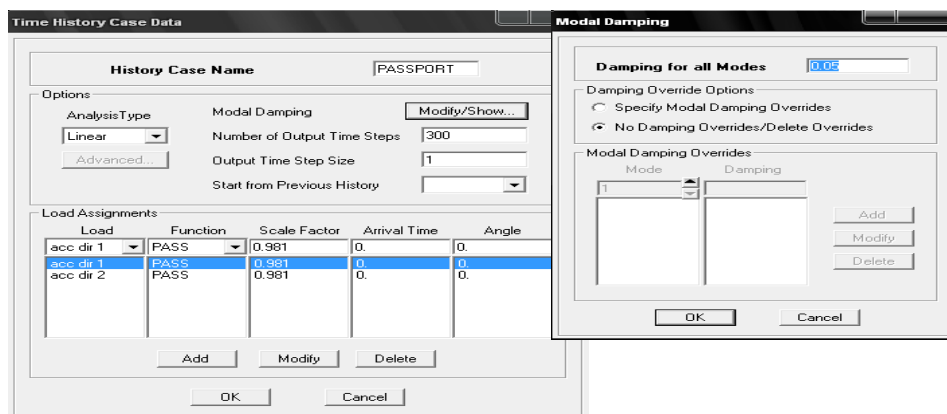 Time History Case Data
History Case Name PASSPORT
Options
AnalysisType
Linear
Advanced...
Modal Damping Modify/Show...
Number of Output Time Steps 300
Output Time Step Size 1
Start from Previous History
Load Assignments
Load Function Scale Factor Arrival Time Angle
acc dir 1 PASS 0.981 0. 0.
acc dir 1 PASS 0.981 0. 0.
acc dir 2 PASS 0.981 0. 0.
Add Modify Delete
OK Cancel
Modal Damping
Damping for all Modes 0.05
Damping Override Options
Specify Modal Damping Overrides
No Damping Overrides/Delete Overrides
Modal Damping Overrides
Mode Damping
1
Add
Modify
Delete
OK Cancel